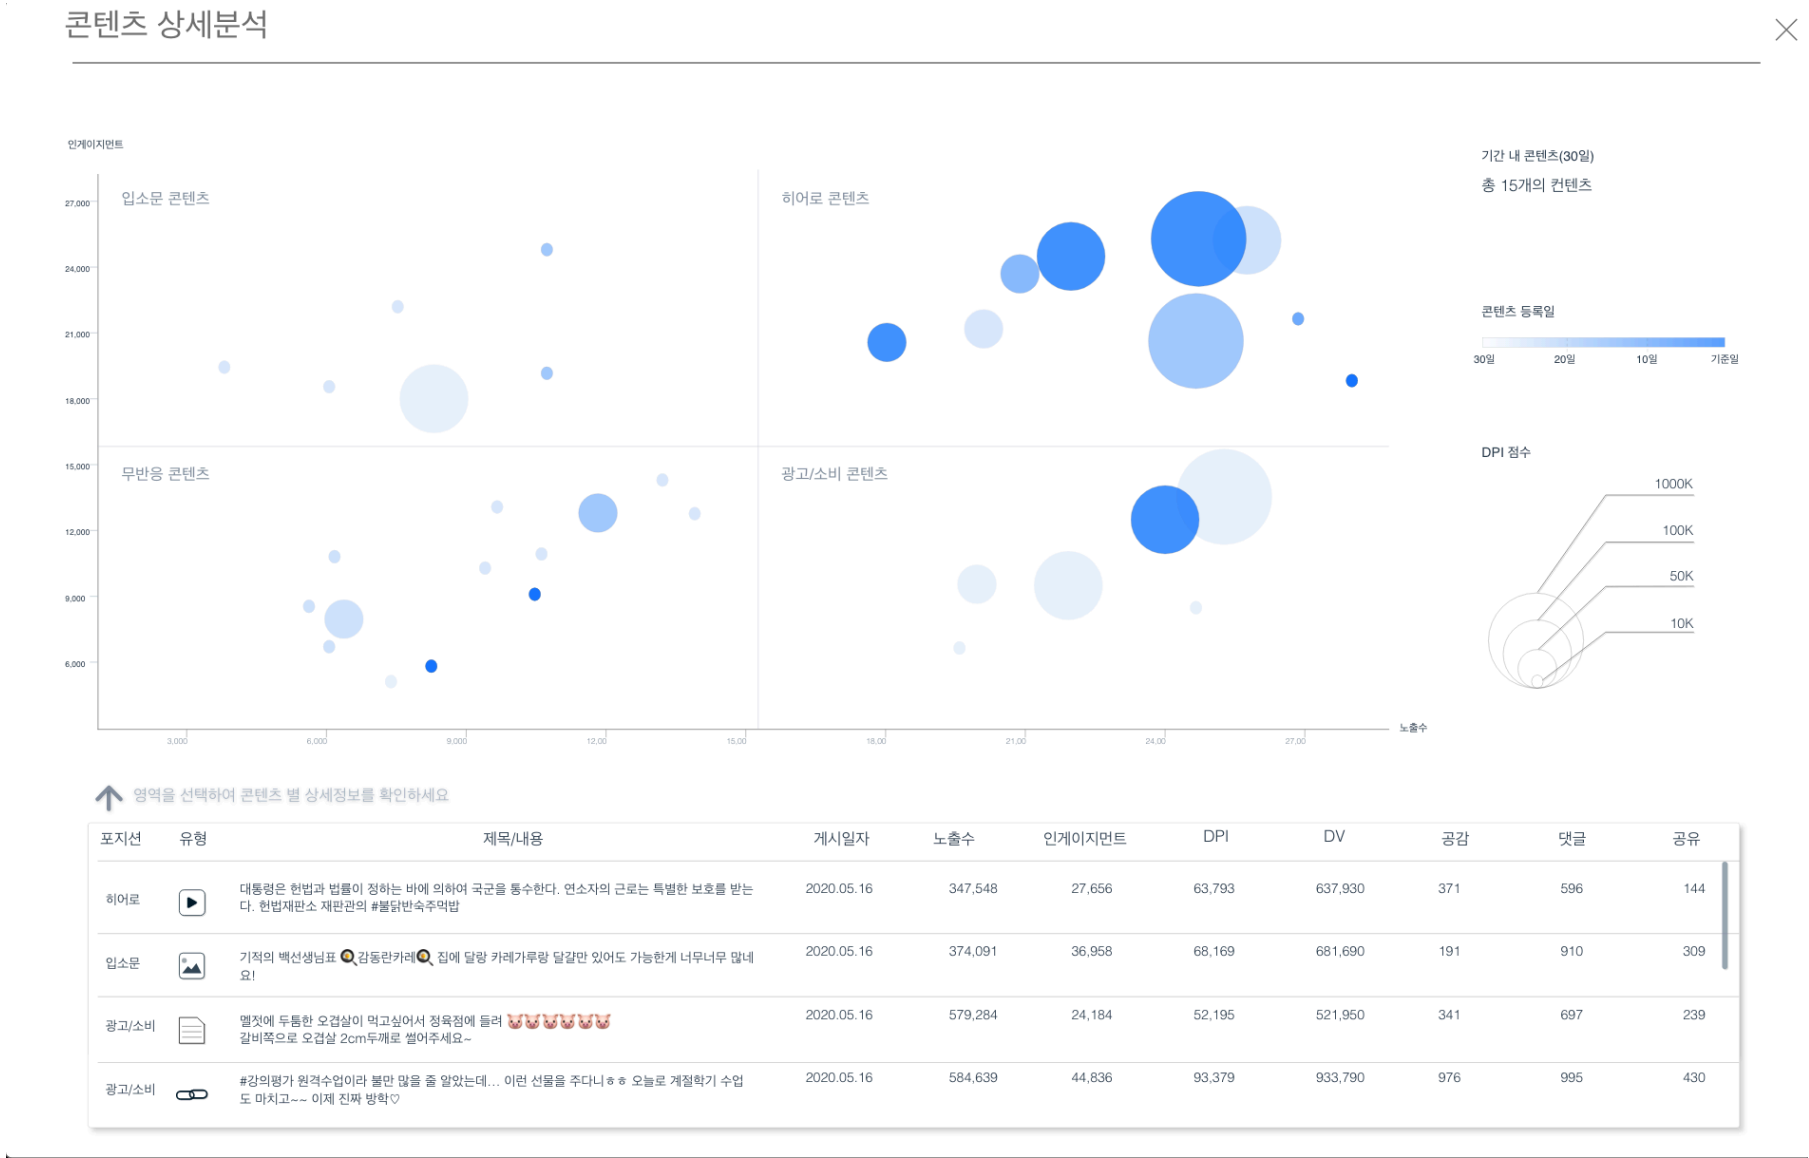 콘텐츠 상세분석
인게이지먼트
입소문 콘텐츠
히어로 콘텐츠
무반응 콘텐츠
광고/소비 콘텐츠
27,000
24,000
21,000
18,000
15,000
12,000
9,000
6,000
3,000
6,000
9,000
12,00
15,00
18,00
21,00
24,00
27,00
노출수
기간 내 콘텐츠(30일)
총 15개의 컨텐츠
콘텐츠 등록일
30일
20일
10일
기준일
DPI 점수
1000K
100K
50K
10K
영역을 선택하여 콘텐츠 별 상세정보를 확인하세요
포지션 유형 제목/내용 게시일자 노출수 인게이지먼트 DPI DV 공감 댓글 공유
히어로
대통령은 헌법과 법률이 정하는 바에 의하여 국군을 통수한다. 연소자의 근로는 특별한 보호를 받는
다. 헌법재판소 재판관의 #불닭반숙주먹밥
2020.05.16 347,548 27,656 63,793 637,930 371 596 144
입소문
기적의 백선생님표 🍳감동란카레🍳 집에 달랑 카레가루랑 달걀만 있어도 가능한게 너무너무 많네
요!
2020.05.16 374,091 36,958 68,169 681,690 191 910 309
광고/소비
멜젓에 두툼한 오겹살이 먹고싶어서 정육점에 들려 🐷🐷🐷🐷🐷🐷
갈비쪽으로 오겹살 2cm두깨로 썰어주세요~
2020.05.16 579,284 24,184 52,195 521,950 341 697 239
광고/소비
#강의평가 원격수업이라 불만 많을 줄 알았는데... 이런 선물을 주다니ㅎㅎ 오늘로 계절학기 수업
도 마치고~~ 이제 진짜 방학♡
2020.05.16 584,639 44,836 93,379 933,790 976 995 430